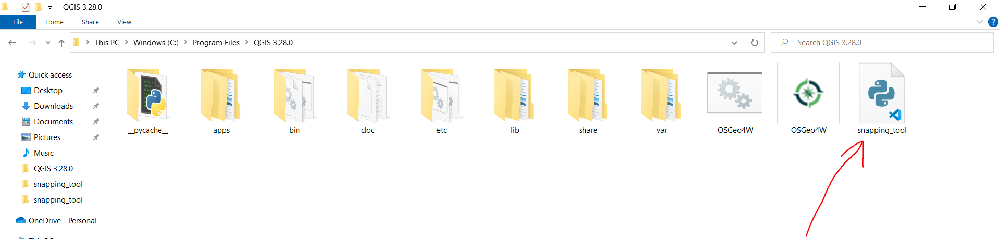 QGIS 3.28.0
File Home Share View
This PC Windows (C:) Program Files QGIS 3.28.0 Search QGIS 3.28.0
Quick access
Desktop
Downloads
Documents
Pictures
Music
QGIS 3.28.0
snapping_tool
snapping_tool
OneDrive - Personal
__pycache__ apps bin doc etc lib share var OSGeo4W OSGeo4W snapping_tool